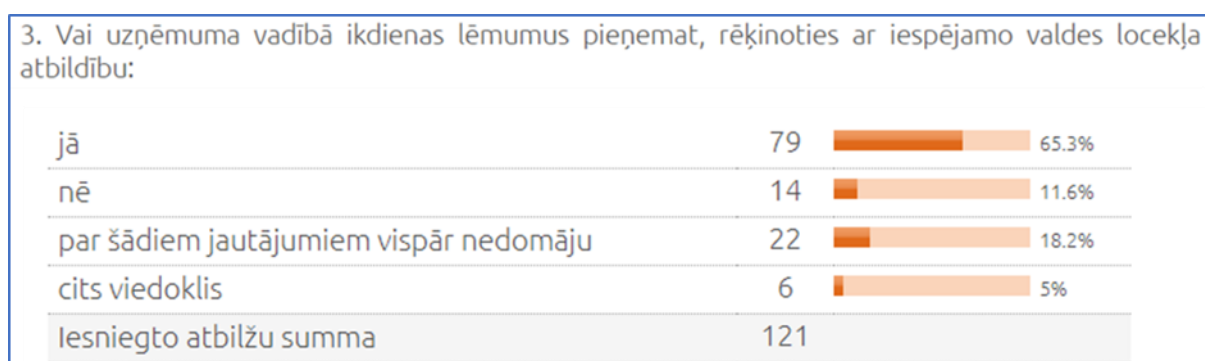 3. Vai uzņēmuma vadībā ikdienas lēmumus pieņemat, rēķinoties ar iespējamo valdes locekļa
atbildību:
jā 79 65.3%
nē 14 11.6%
par šādiem jautājumiem vispār nedomāju 22 18.2%
cits viedoklis 6 5%
Iesniegto atbilžu summa 121